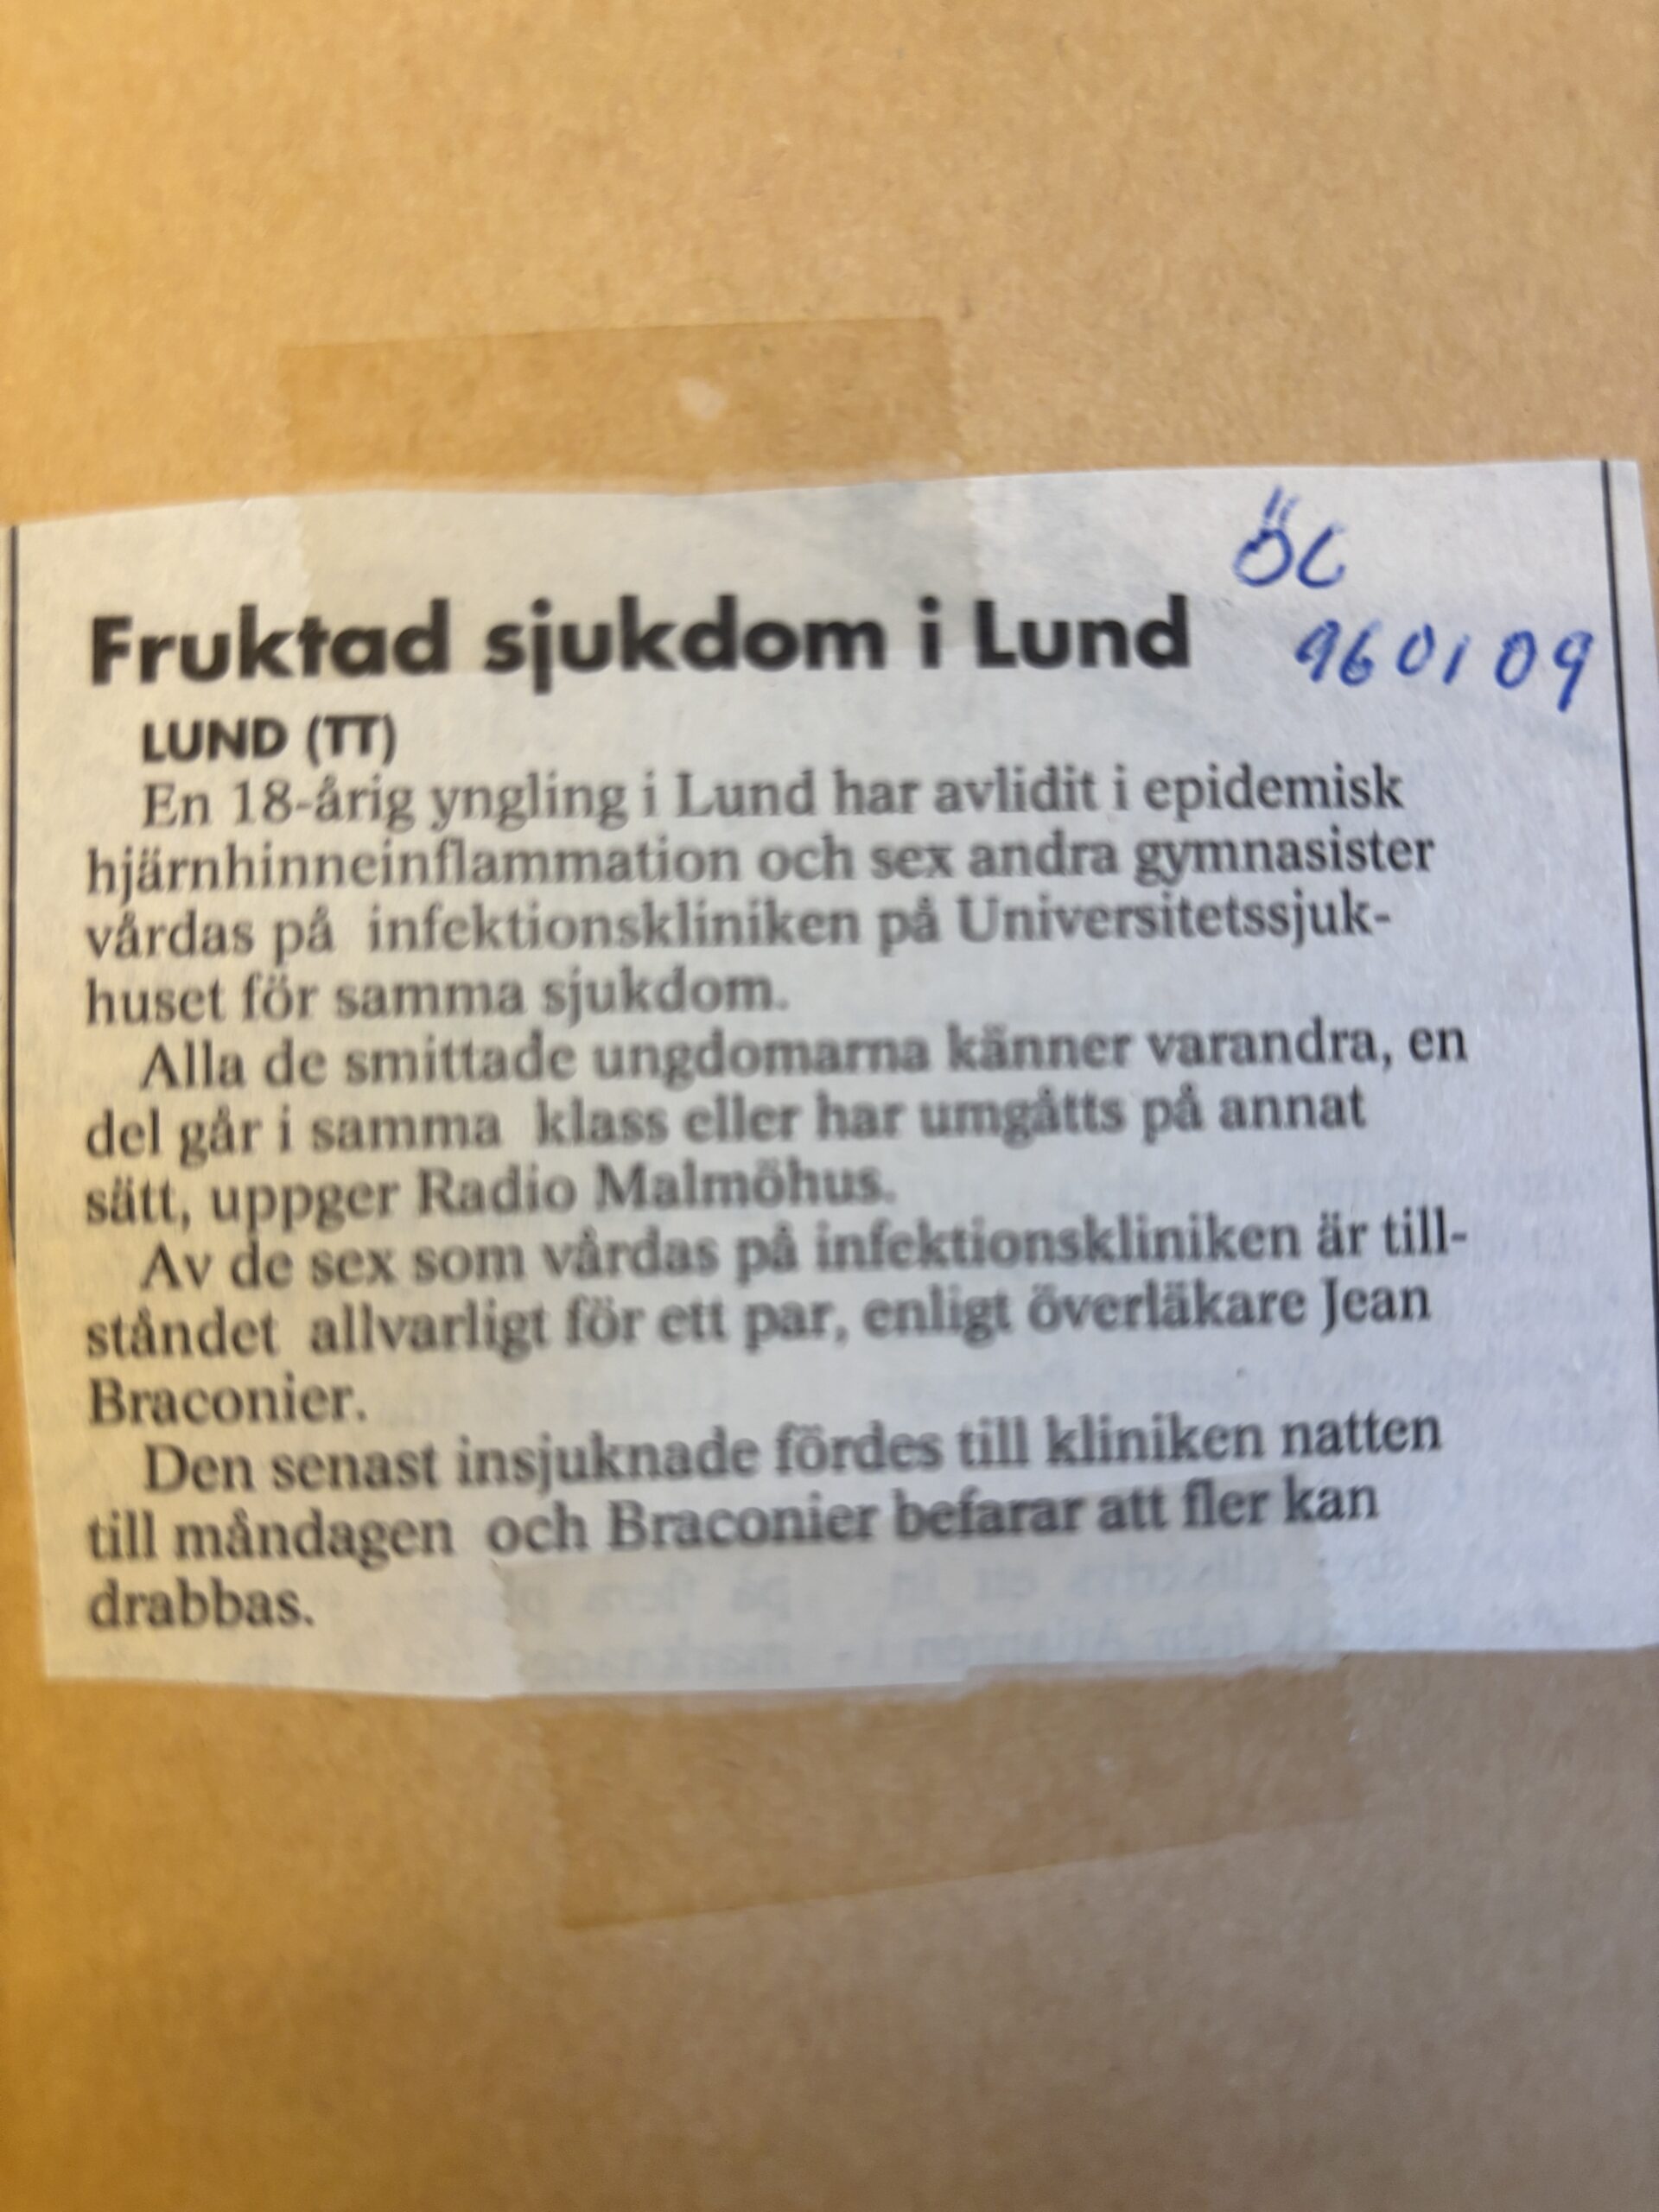 ÖC
Fruktad sjukdom i Lund
960109
LUND (TT)
En 18-årig yngling i Lund har avlidit i epidemisk
hjärnhinneinflammation och sex andra gymnasister
vårdas på infektionskliniken på Universitetssjuk-
huset för samma sjukdom.
Alla de smittade ungdomarna känner varandra, en
del går i samma klass eller har umgåtts på annat
sätt, uppger Radio Malmöhus.
Av de sex som vårdas på infektionskliniken är till-
ståndet allvarligt för ett par, enligt överläkare Jean
Braconier.
Den senast insjuknade fördes till kliniken natten
till måndagen och Braconier befarar att fler kan
drabbas.